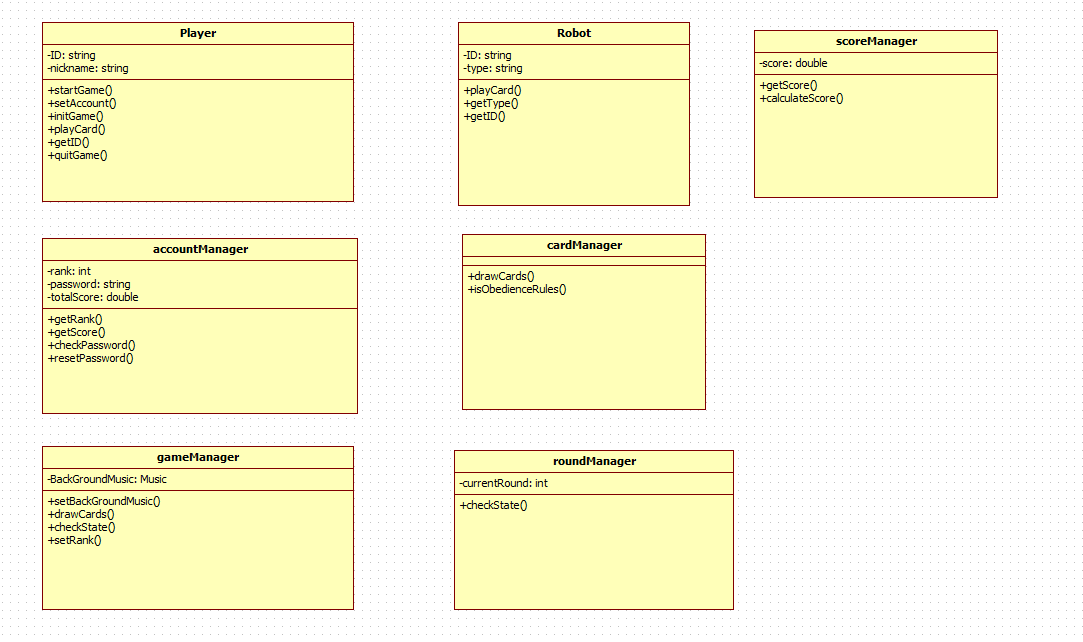 Player
-ID: string
-nickname: string
+startGame()
+setAccount()
+initGame()
+playCard()
+getID()
+quitGame()
Robot
-ID: string
-type: string
+playCard()
+getType()
+getID()
scoreManager
-score: double
+getScore()
+calculateScore()
accountManager
-rank: int
-password: string
-totalScore: double
+getRank()
+getScore()
+checkPassword()
+resetPassword()
cardManager
+drawCards()
+isObedienceRules()
gameManager
-BackGroundMusic: Music
+setBackGroundMusic()
+drawCards()
+checkState()
+setRank()
roundManager
-currentRound: int
+checkState()